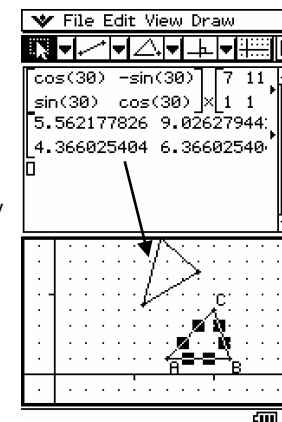 File Edit View Draw
[cos(30) -sin(30)]×[7 11
[sin(30) cos(30)]×[1 1
[5.562177826 9.02627944
[4.366025404 6.36602540
y
C
A B